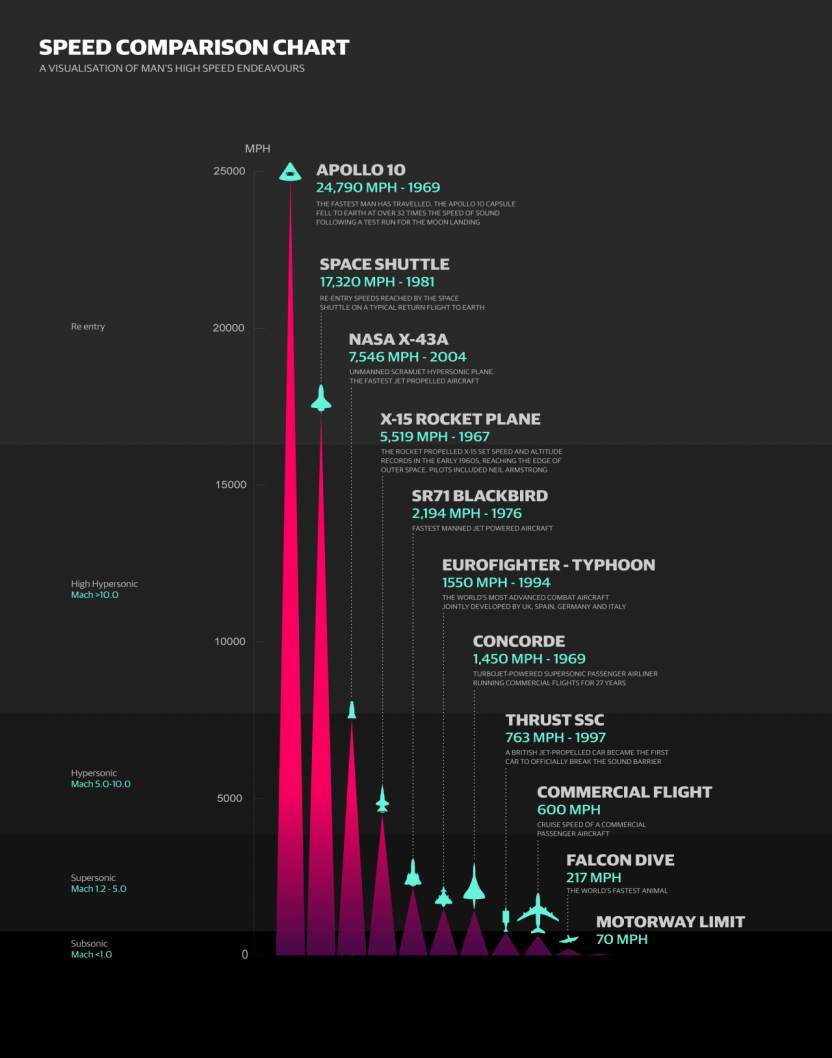 SPEED COMPARISON CHART
A VISUALISATION OF MAN'S HIGH SPEED ENDEAVOURS
MPH
25000
APOLLO 10
24,790 MPH - 1969
THE FASTEST MAN HAS TRAVELLED. THE APOLLO 10 CAPSULE
FELL TO EARTH AT OVER 32 TIMES THE SPEED OF SOUND
FOLLOWING A TEST RUN FOR THE MOON LANDING
SPACE SHUTTLE
17,320 MPH - 1981
RE-ENTRY SPEEDS REACHED BY THE SPACE
SHUTTLE ON A TYPICAL RETURN FLIGHT TO EARTH
Re entry
20000
NASA X-43A
7,546 MPH - 2004
UNMANNED SCRAMJET HYPERSONIC PLANE.
THE FASTEST JET PROPELLED AIRCRAFT
X-15 ROCKET PLANE
5,519 MPH - 1967
THE ROCKET PROPELLED X-15 SET SPEED AND ALTITUDE
RECORDS IN THE EARLY 1960S, REACHING THE EDGE OF
OUTER SPACE. PILOTS INCLUDED NEIL ARMSTRONG
15000
SR71 BLACKBIRD
2,194 MPH - 1976
FASTEST MANNED JET POWERED AIRCRAFT
EUROFIGHTER - TYPHOON
1550 MPH - 1994
THE WORLD'S MOST ADVANCED COMBAT AIRCRAFT
JOINTLY DEVELOPED BY UK, SPAIN, GERMANY AND ITALY
High Hypersonic
Mach >10.0
10000
CONCORDE
1,450 MPH - 1969
TURBOJET-POWERED SUPERSONIC PASSENGER AIRLINER
RUNNING COMMERCIAL FLIGHTS FOR 27 YEARS
THRUST SSC
763 MPH - 1997
A BRITISH JET-PROPELLED CAR BECAME THE FIRST
CAR TO OFFICIALLY BREAK THE SOUND BARRIER
Hypersonic
Mach 5.0-10.0
5000
COMMERCIAL FLIGHT
600 MPH
CRUISE SPEED OF A COMMERCIAL
PASSENGER AIRCRAFT
FALCON DIVE
217 MPH
THE WORLD'S FASTEST ANIMAL
Supersonic
Mach 1.2 - 5.0
MOTORWAY LIMIT
70 MPH
Subsonic
Mach <1.0
0